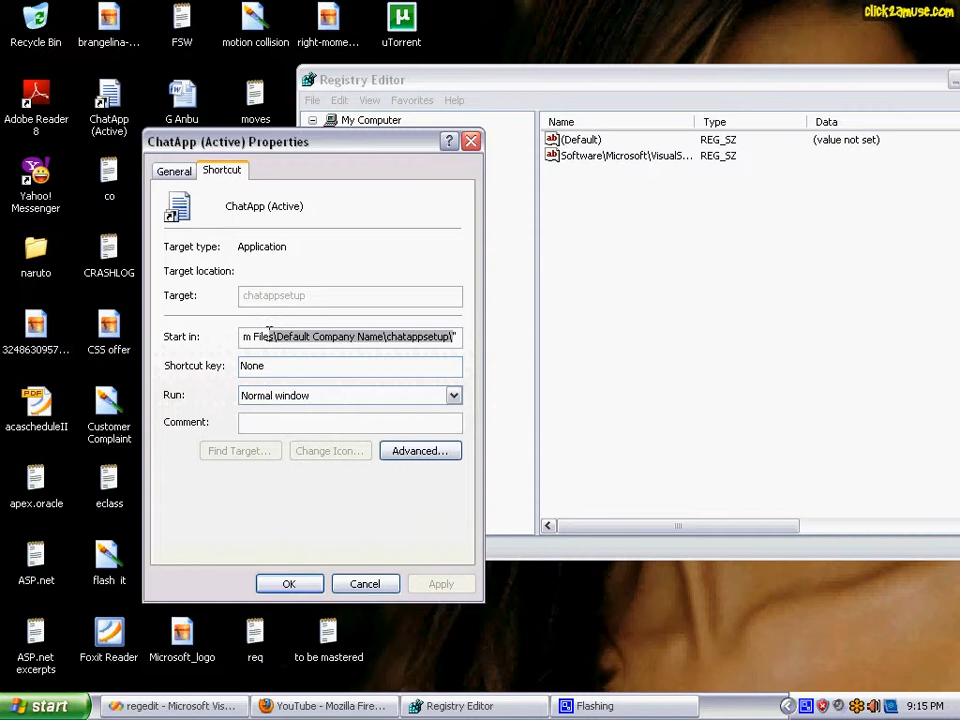 click2amuse.com
Recycle Bin
brangelina-...
FSW
motion collision
right-mome...
uTorrent
Adobe Reader
8
ChatApp
(Active)
G Anbu
moves
Yahoo!
Messenger
co
naruto
CRASHLOG
3248630957...
CSS offer
acascheduleII
Customer
Complaint
apex.oracle
eclass
ASP.net
flash it
ASP.net
excerpts
Foxit Reader
Microsoft_logo
req
to be mastered
Registry Editor
File Edit View Favorites Help
My Computer
Name Type Data
(Default) REG_SZ (value not set)
Software\Microsoft\VisualS... REG_SZ
ChatApp (Active) Properties
General
Shortcut
ChatApp (Active)
Target type: Application
Target location:
Target: chatappsetup
Start in: m Files\Default Company Name\chatappsetup\"
Shortcut key: None
Run: Normal window
Comment:
Find Target... Change Icon... Advanced...
OK Cancel Apply
start
regedit - Microsoft Vis...
YouTube - Mozilla Fire...
Registry Editor
Flashing
9:15 PM